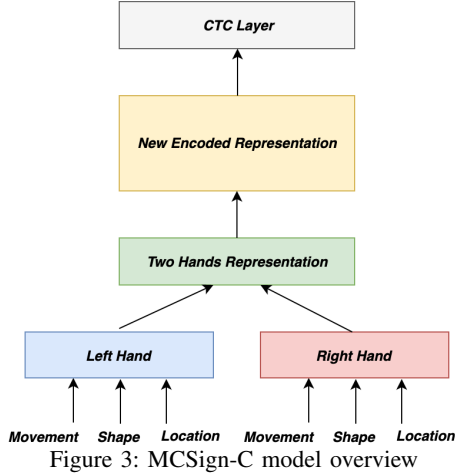 CTC Layer
New Encoded Representation
Two Hands Representation
Left Hand
Right Hand
Movement Shape Location
Movement Shape Location
Figure 3: MCSign-C model overview